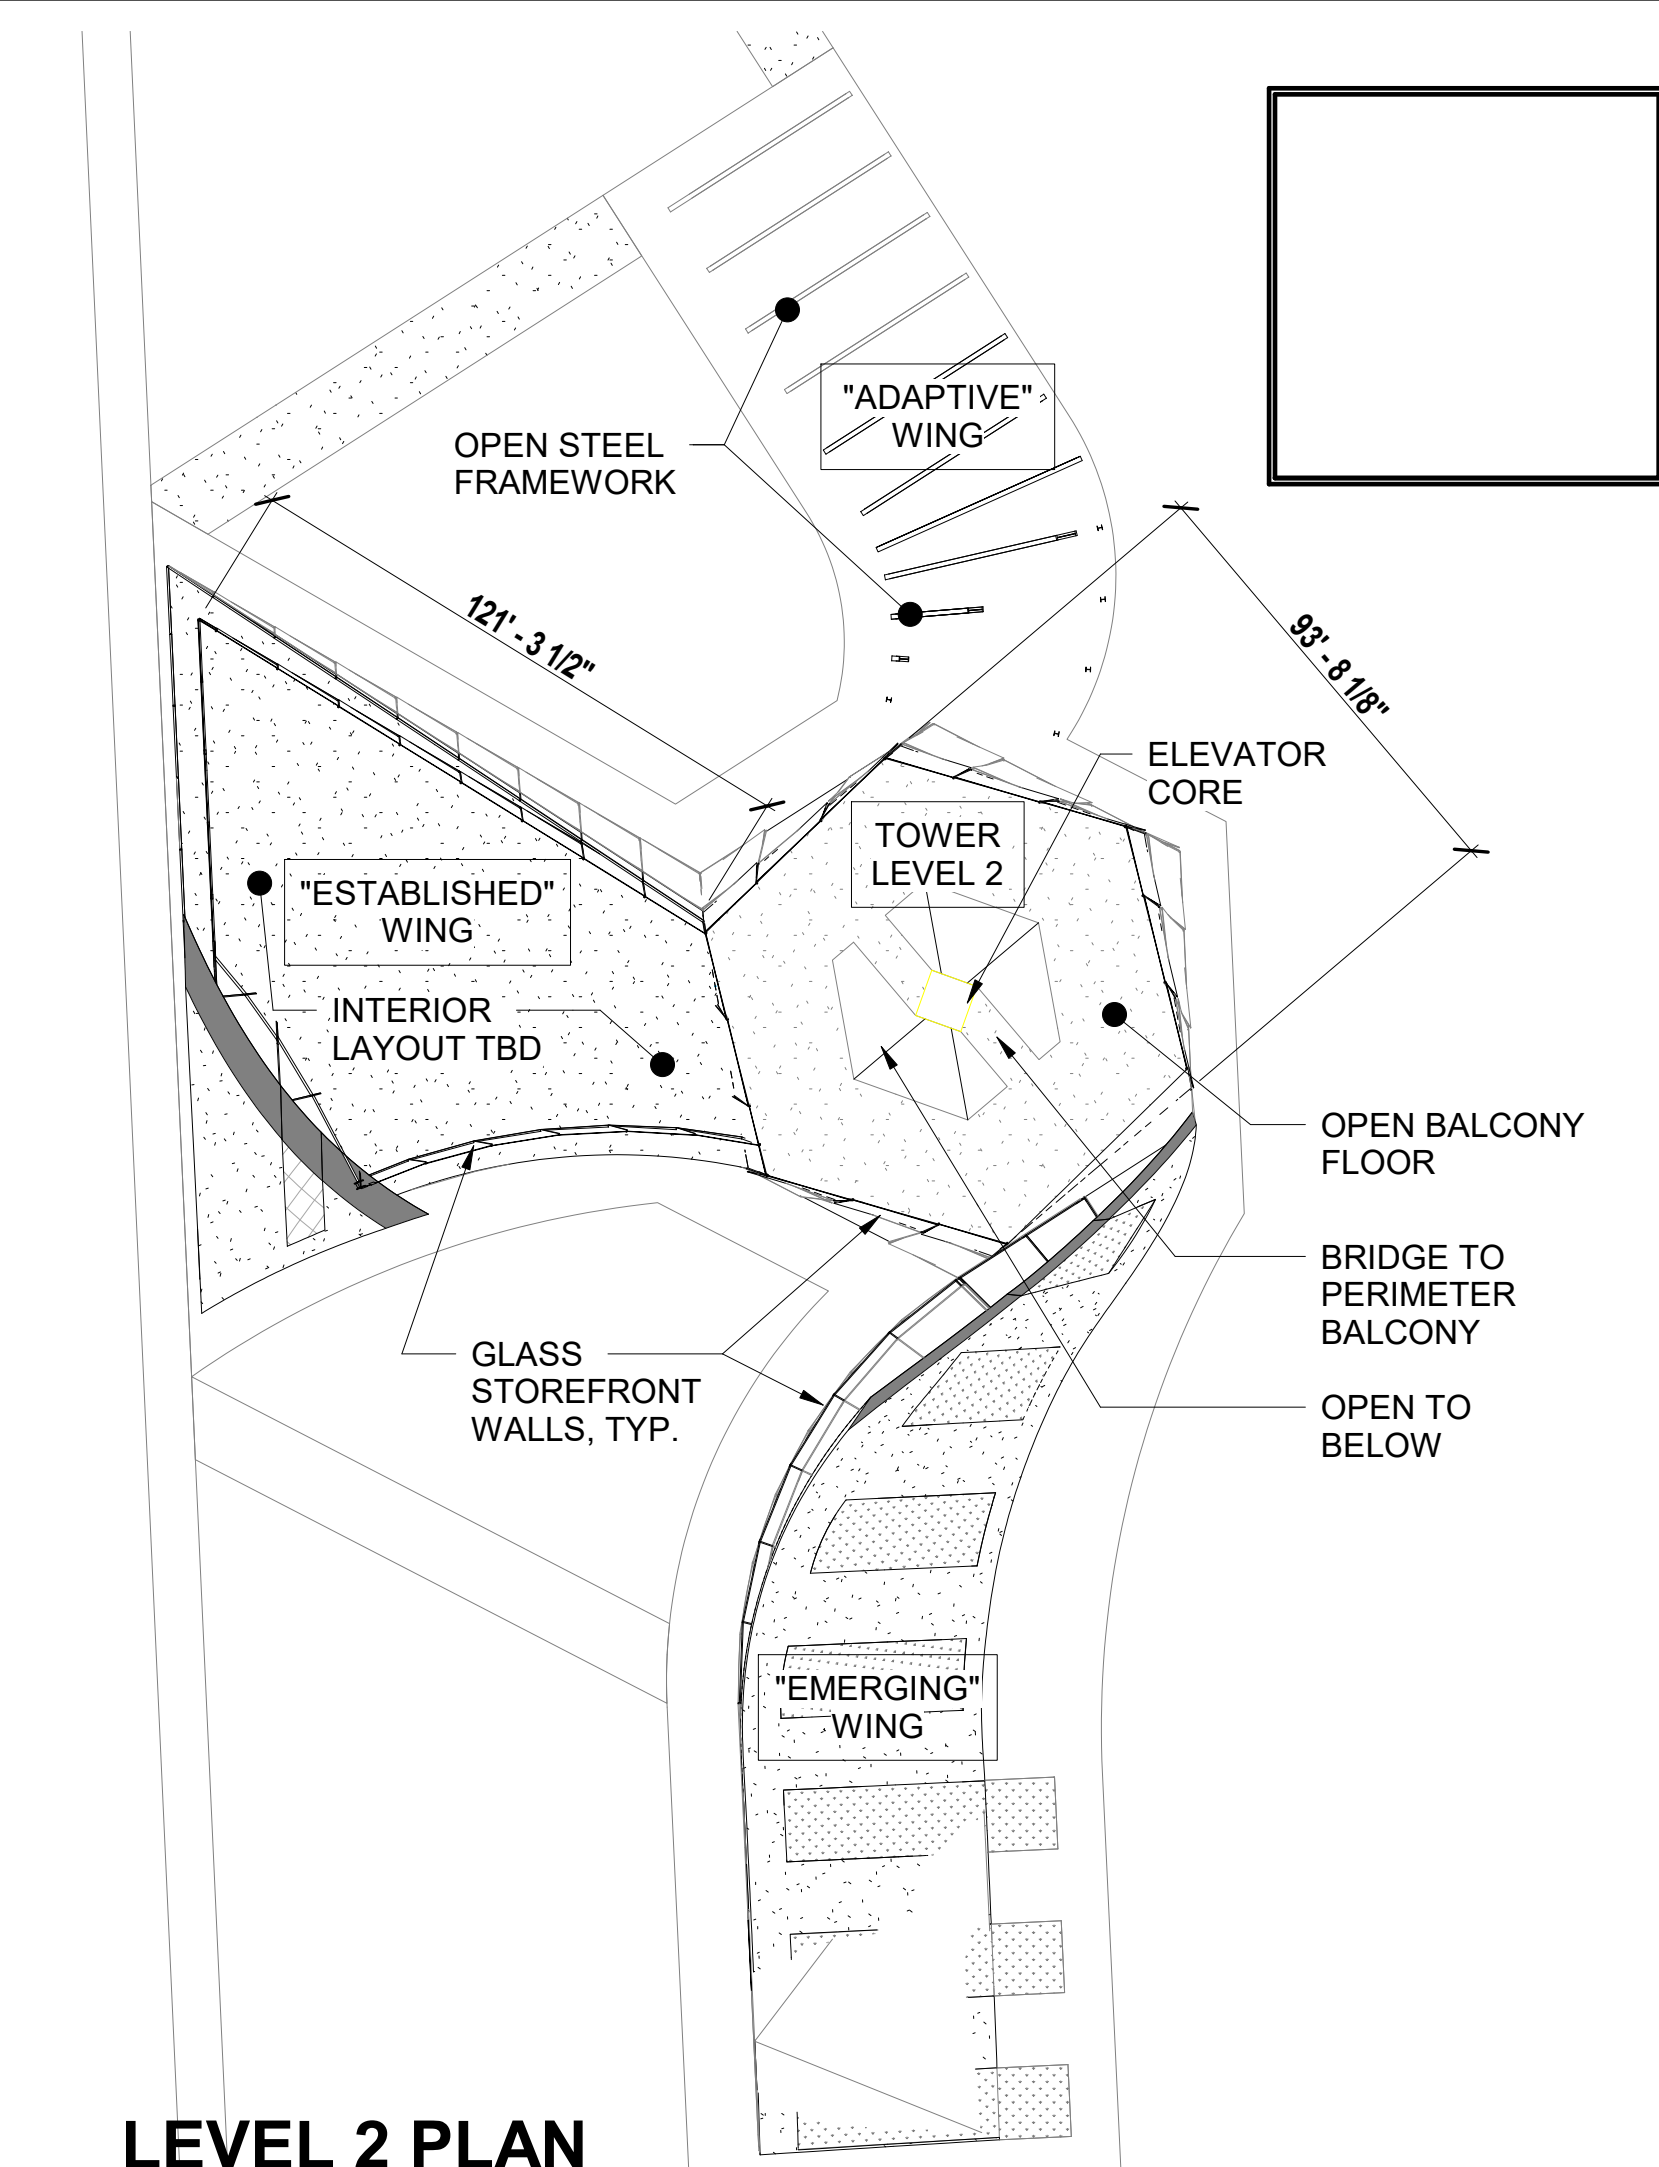 "ADAPTIVE"
WING
OPEN STEEL
FRAMEWORK
121' - 3 1/2"
93' - 8 1/8"
ELEVATOR
CORE
TOWER
LEVEL 2
"ESTABLISHED"
WING
INTERIOR
LAYOUT TBD
OPEN BALCONY
FLOOR
BRIDGE TO
PERIMETER
BALCONY
GLASS
STOREFRONT
WALLS, TYP.
OPEN TO
BELOW
"EMERGING"
WING
LEVEL 2 PLAN